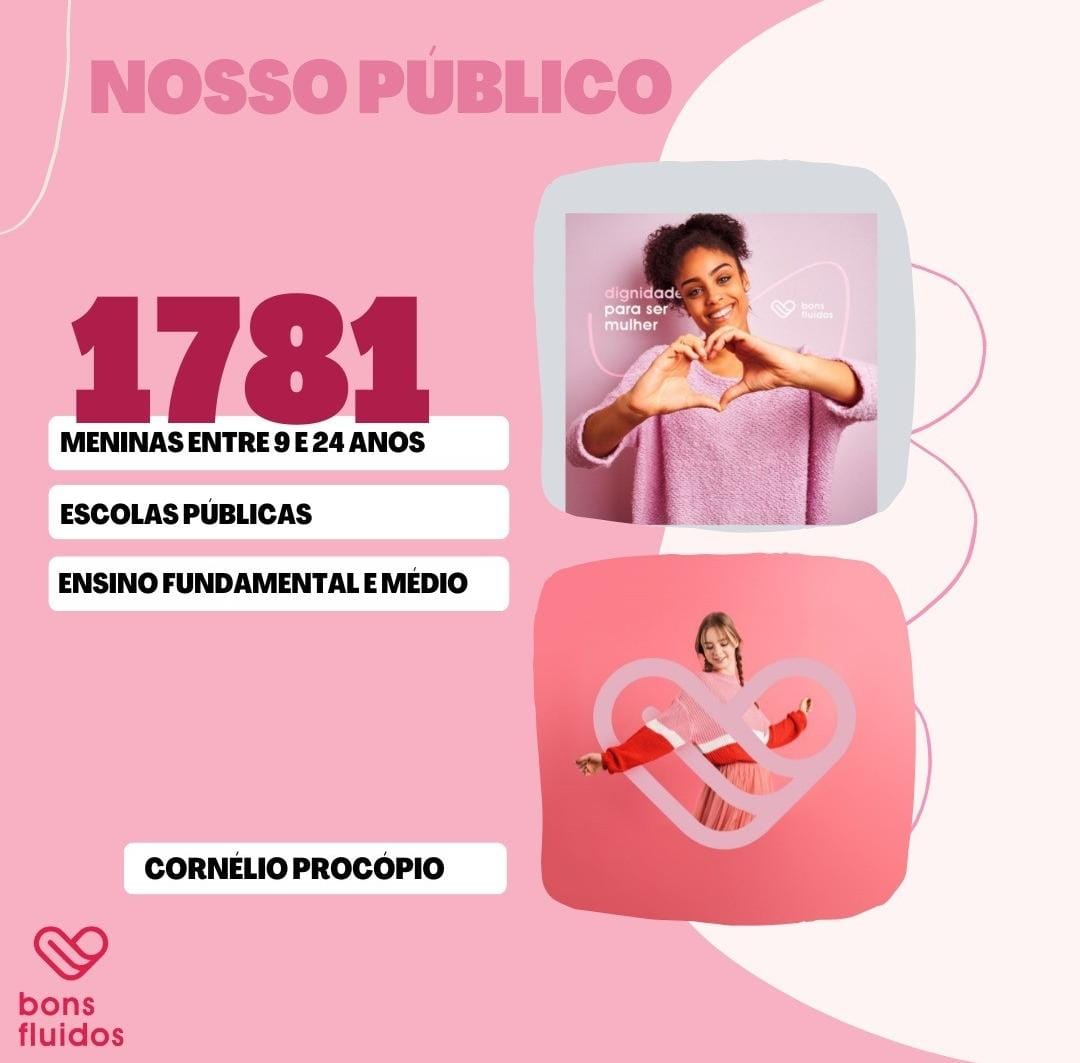 NOSSO PÚBLICO
1781
MENINAS ENTRE 9 E 24 ANOS
ESCOLAS PÚBLICAS
ENSINO FUNDAMENTAL E MÉDIO
CORNÉLIO PROCÓPIO
dignidade
para ser
mulher
bons
fluidos
bons
fluidos